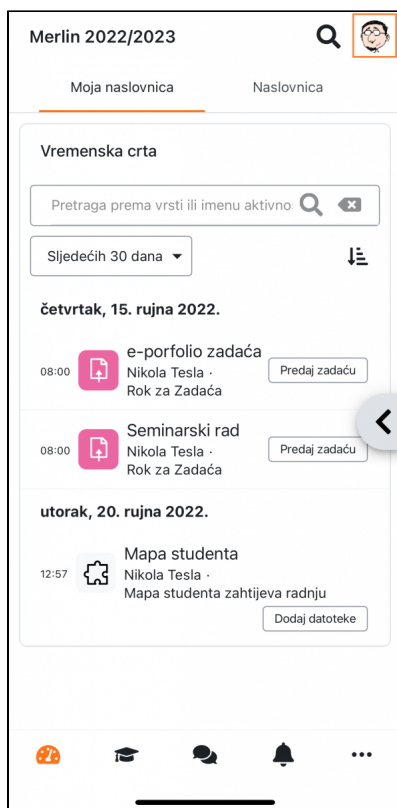 Merlin 2022/2023
Moja naslovnica
Naslovnica
Vremenska crta
Pretraga prema vrsti ili imenu aktivno
Sljedećih 30 dana
četvrtak, 15. rujna 2022.
e-porfolio zadaća
08:00
Nikola Tesla ·
Predaj zadaću
Rok za Zadaća
Seminarski rad
08:00
Nikola Tesla ·
Predaj zadaću
Rok za Zadaća
utorak, 20. rujna 2022.
Mapa studenta
12:57
Nikola Tesla ·
Mapa studenta zahtijeva radnju
Dodaj datoteke